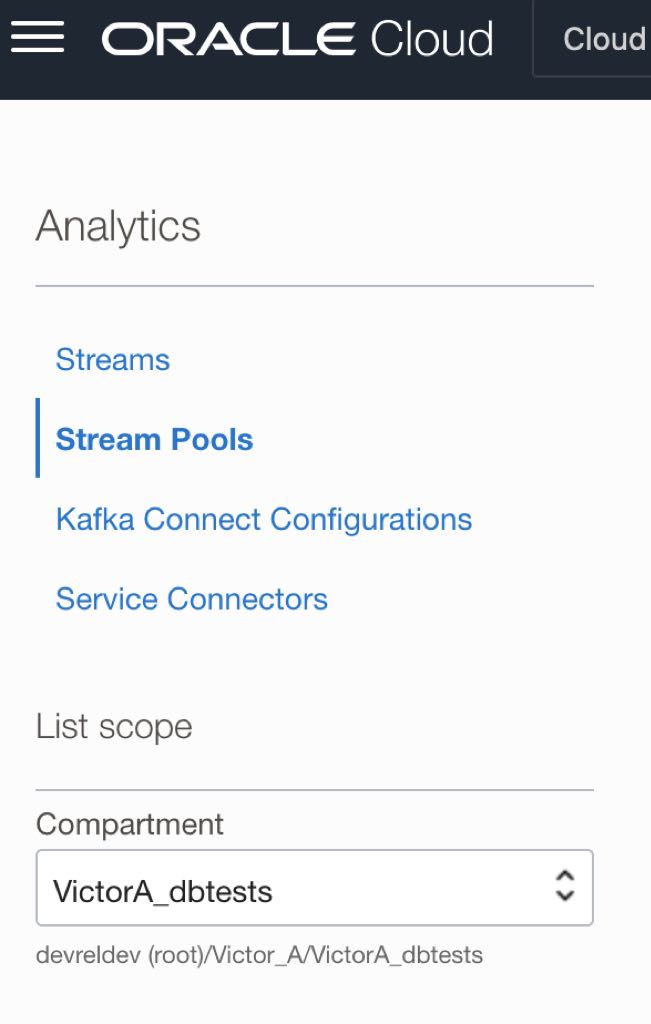 ORACLE Cloud
Cloud
Analytics
Streams
Stream Pools
Kafka Connect Configurations
Service Connectors
List scope
Compartment
VictorA_dbtests
devreldev (root)/Victor_A/VictorA_dbtests